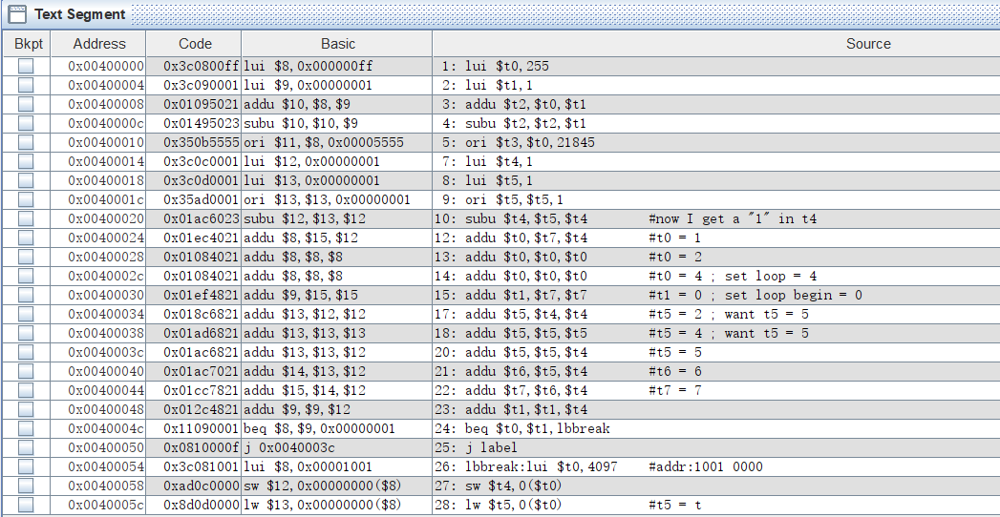 Text Segment
Bkpt Address Code Basic Source
0x00400000 0x3c0800ff lui $8,0x000000ff 1: lui $t0,255
0x00400004 0x3c090001 lui $9,0x00000001 2: lui $t1,1
0x00400008 0x01095021 addu $10,$8,$9 3: addu $t2,$t0,$t1
0x0040000c 0x01495023 subu $10,$10,$9 4: subu $t2,$t2,$t1
0x00400010 0x350b5555 ori $11,$8,0x00005555 5: ori $t3,$t0,21845
0x00400014 0x3c0c0001 lui $12,0x00000001 7: lui $t4,1
0x00400018 0x3c0d0001 lui $13,0x00000001 8: lui $t5,1
0x0040001c 0x35ad0001 ori $13,$13,0x00000001 9: ori $t5,$t5,1
0x00400020 0x01ac6023 subu $12,$13,$12 10: subu $t4,$t5,$t4 #now I get a "1" in t4
0x00400024 0x01ec4021 addu $8,$15,$12 12: addu $t0,$t7,$t4 #t0 = 1
0x00400028 0x01084021 addu $8,$8,$8 13: addu $t0,$t0,$t0 #t0 = 2
0x0040002c 0x01084021 addu $8,$8,$8 14: addu $t0,$t0,$t0 #t0 = 4 ; set loop = 4
0x00400030 0x01ef4821 addu $9,$15,$15 15: addu $t1,$t7,$t7 #t1 = 0 ; set loop begin = 0
0x00400034 0x018c6821 addu $13,$12,$12 17: addu $t5,$t4,$t4 #t5 = 2 ; want t5 = 5
0x00400038 0x01ad6821 addu $13,$13,$13 18: addu $t5,$t5,$t5 #t5 = 4 ; want t5 = 5
0x0040003c 0x01ac6821 addu $13,$13,$12 20: addu $t5,$t5,$t4 #t5 = 5
0x00400040 0x01ac7021 addu $14,$13,$12 21: addu $t6,$t5,$t4 #t6 = 6
0x00400044 0x01cc7821 addu $15,$14,$12 22: addu $t7,$t6,$t4 #t7 = 7
0x00400048 0x012c4821 addu $9,$9,$12 23: addu $t1,$t1,$t4
0x0040004c 0x11090001 beq $8,$9,0x00000001 24: beq $t0,$t1,lbbreak
0x00400050 0x0810000f j 0x0040003c 25: j label
0x00400054 0x3c081001 lui $8,0x00001001 26: lbbreak:lui $t0,4097 #addr:1001 0000
0x00400058 0xad0c0000 sw $12,0x00000000($8) 27: sw $t4,0($t0)
0x0040005c 0x8d0d0000 lw $13,0x00000000($8) 28: lw $t5,0($t0) #t5 = t